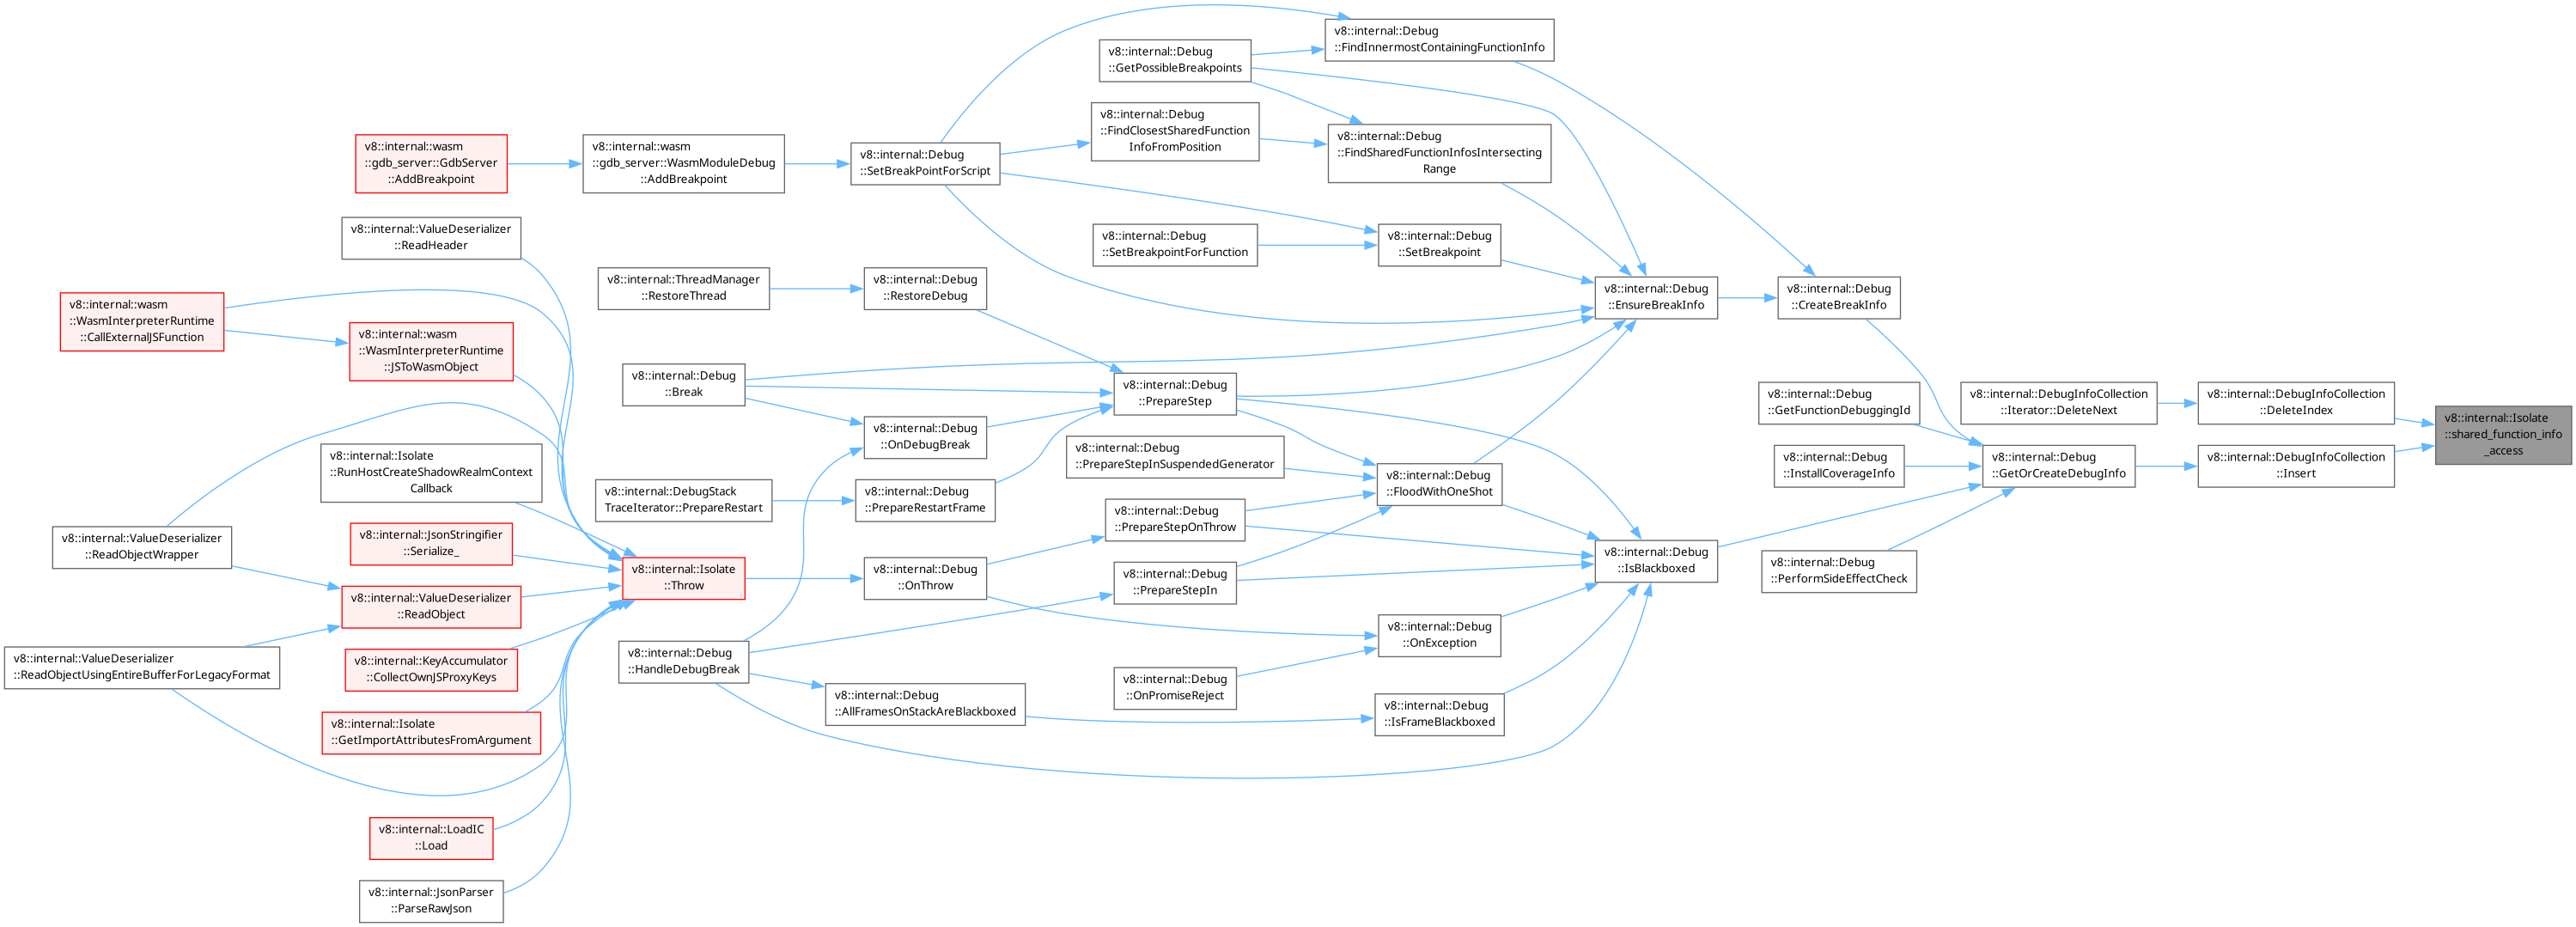 v8::internal::Debug
::FindInnermostContainingFunctionInfo
v8::internal::Debug
::GetPossibleBreakpoints
v8::internal::Debug
::FindClosestSharedFunction
InfoFromPosition
v8::internal::Debug
::FindSharedFunctionInfosIntersecting
Range
v8::internal::wasm
::gdb_server::GdbServer
::AddBreakpoint
v8::internal::wasm
::gdb_server::WasmModuleDebug
::AddBreakpoint
v8::internal::Debug
::SetBreakPointForScript
v8::internal::ValueDeserializer
::ReadHeader
v8::internal::Debug
::SetBreakpointForFunction
v8::internal::Debug
::SetBreakpoint
v8::internal::ThreadManager
::RestoreThread
v8::internal::Debug
::RestoreDebug
v8::internal::Debug
::EnsureBreakInfo
v8::internal::Debug
::CreateBreakInfo
v8::internal::wasm
::WasmInterpreterRuntime
::CallExternalJSFunction
v8::internal::wasm
::WasmInterpreterRuntime
::JSToWasmObject
v8::internal::Debug
::Break
v8::internal::Debug
::PrepareStep
v8::internal::Debug
::GetFunctionDebuggingId
v8::internal::DebugInfoCollection
::Iterator::DeleteNext
v8::internal::DebugInfoCollection
::DeleteIndex
v8::internal::Isolate
::shared_function_info
_access
v8::internal::Debug
::OnDebugBreak
v8::internal::Debug
::PrepareStepInSuspendedGenerator
v8::internal::Isolate
::RunHostCreateShadowRealmContext
Callback
v8::internal::Debug
::FloodWithOneShot
v8::internal::Debug
::InstallCoverageInfo
v8::internal::Debug
::GetOrCreateDebugInfo
v8::internal::DebugInfoCollection
::Insert
v8::internal::DebugStack
TraceIterator::PrepareRestart
v8::internal::Debug
::PrepareRestartFrame
v8::internal::Debug
::PrepareStepOnThrow
v8::internal::ValueDeserializer
::ReadObjectWrapper
v8::internal::JsonStringifier
::Serialize_
v8::internal::Isolate
::Throw
v8::internal::Debug
::OnThrow
v8::internal::Debug
::PrepareStepIn
v8::internal::Debug
::IsBlackboxed
v8::internal::Debug
::PerformSideEffectCheck
v8::internal::ValueDeserializer
::ReadObject
v8::internal::Debug
::OnException
v8::internal::ValueDeserializer
::ReadObjectUsingEntireBufferForLegacyFormat
v8::internal::KeyAccumulator
::CollectOwnJSProxyKeys
v8::internal::Debug
::HandleDebugBreak
v8::internal::Debug
::OnPromiseReject
v8::internal::Debug
::AllFramesOnStackAreBlackboxed
v8::internal::Debug
::IsFrameBlackboxed
v8::internal::Isolate
::GetImportAttributesFromArgument
v8::internal::LoadIC
::Load
v8::internal::JsonParser
::ParseRawJson